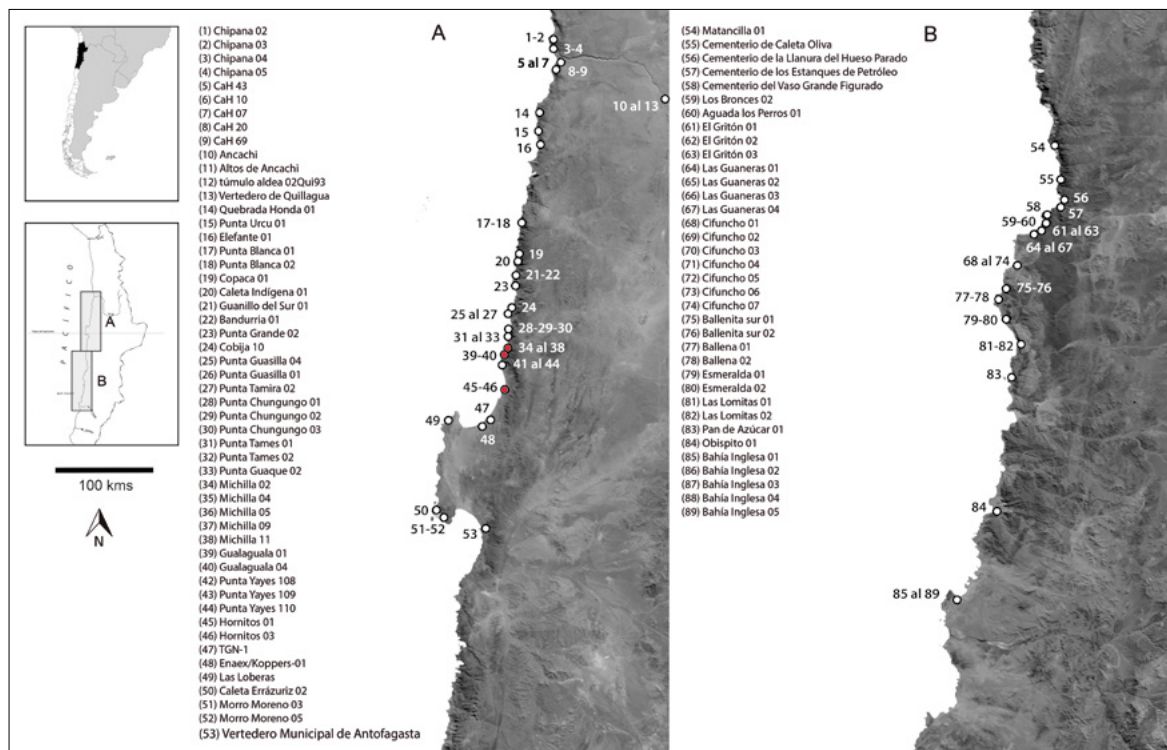 (1) Chipana 02
(2) Chipana 03
(3) Chipana 04
(4) Chipana 05
(5) CaH 43
(6) CaH 10
(7) CaH 07
(8) CaH 20
(9) CaH 69
(10) Ancachi
(11) Altos de Ancachi
(12) túmulo aldea 02Qui93
(13) Vertedero de Quillagua
(14) Quebrada Honda 01
(15) Punta Urcu 01
(16) Elefante 01
(17) Punta Blanca 01
(18) Punta Blanca 02
(19) Copaca 01
(20) Caleta Indígena 01
(21) Guanillo del Sur 01
(22) Bandurria 01
(23) Punta Grande 02
(24) Cobija 10
(25) Punta Guasilla 04
(26) Punta Guasilla 01
(27) Punta Tamira 02
(28) Punta Chungungo 01
(29) Punta Chungungo 02
(30) Punta Chungungo 03
(31) Punta Tames 01
(32) Punta Tames 02
(33) Punta Guaque 02
(34) Michilla 02
(35) Michilla 04
(36) Michilla 05
(37) Michilla 09
(38) Michilla 11
(39) Gualaguala 01
(40) Gualaguala 04
(42) Punta Yayes 108
(43) Punta Yayes 109
(44) Punta Yayes 110
(45) Hornitos 01
(46) Hornitos 03
(47) TGN-1
(48) Enaex/Koppers-01
(49) Las Loberas
(50) Caleta Errázuriz 02
(51) Morro Moreno 03
(52) Morro Moreno 05
(53) Vertedero Municipal de Antofagasta
A
1-2
3-4
5 al 7
8-9
10 al 13
14
15
16
17-18
19
20
21-22
23
24
25 al 27
28-29-30
31 al 33
34 al 38
39-40
41 al 44
45-46
47
49
48
50
51-52
53
(54) Matancilla 01
(55) Cementerio de Caleta Oliva
(56) Cementerio de la Llanura del Hueso Parado
(57) Cementerio de los Estanques de Petróleo
(58) Cementerio del Vaso Grande Figurado
(59) Los Bronces 02
(60) Aguada los Perros 01
(61) El Gritón 01
(62) El Gritón 02
(63) El Gritón 03
(64) Las Guaneras 01
(65) Las Guaneras 02
(66) Las Guaneras 03
(67) Las Guaneras 04
(68) Cifuncho 01
(69) Cifuncho 02
(70) Cifuncho 03
(71) Cifuncho 04
(72) Cifuncho 05
(73) Cifuncho 06
(74) Cifuncho 07
(75) Ballenita sur 01
(76) Ballenita sur 02
(77) Ballena 01
(78) Ballena 02
(79) Esmeralda 01
(80) Esmeralda 02
(81) Las Lomitas 01
(82) Las Lomitas 02
(83) Pan de Azúcar 01
(84) Obispito 01
(85) Bahía Inglesa 01
(86) Bahía Inglesa 02
(87) Bahía Inglesa 03
(88) Bahía Inglesa 04
(89) Bahía Inglesa 05
B
54
55
56
58
57
59-60
61 al 63
64 al 67
68 al 74
75-76
77-78
79-80
81-82
83
84
85 al 89
PACIFICO
A
B
100 kms
N